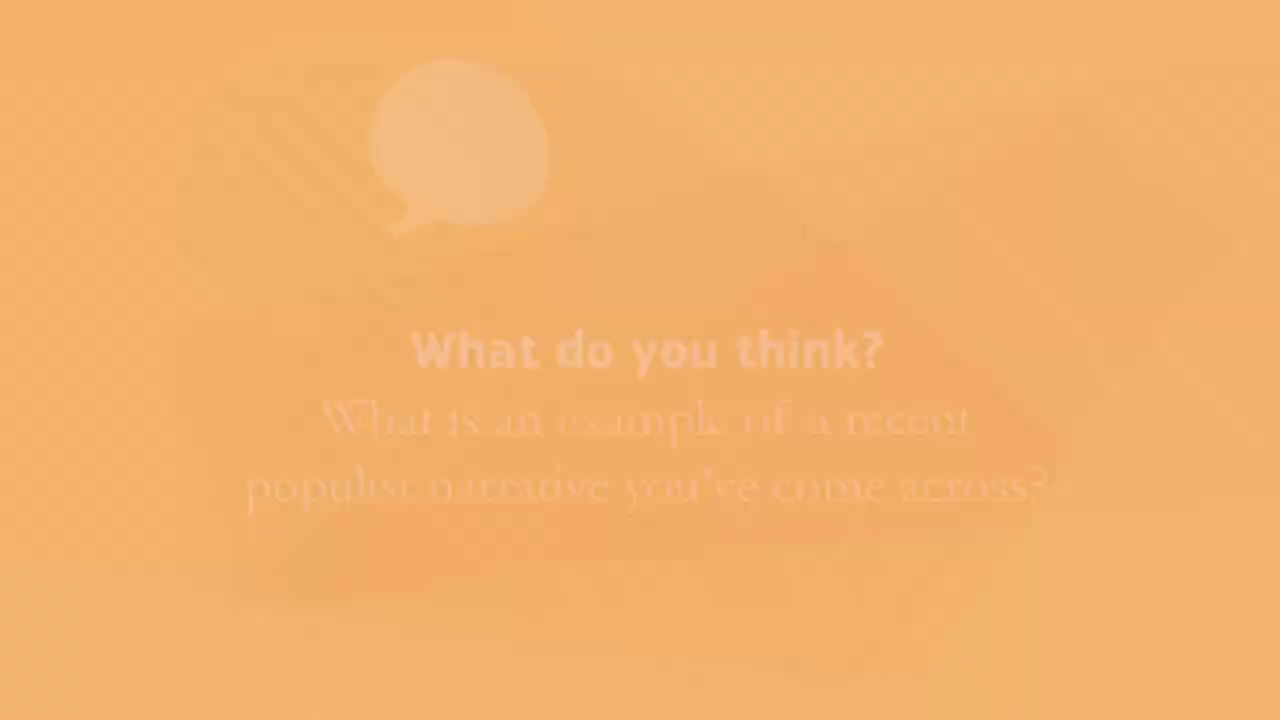 What do you think?
What is an example of a recent
populist narrative you've come across?